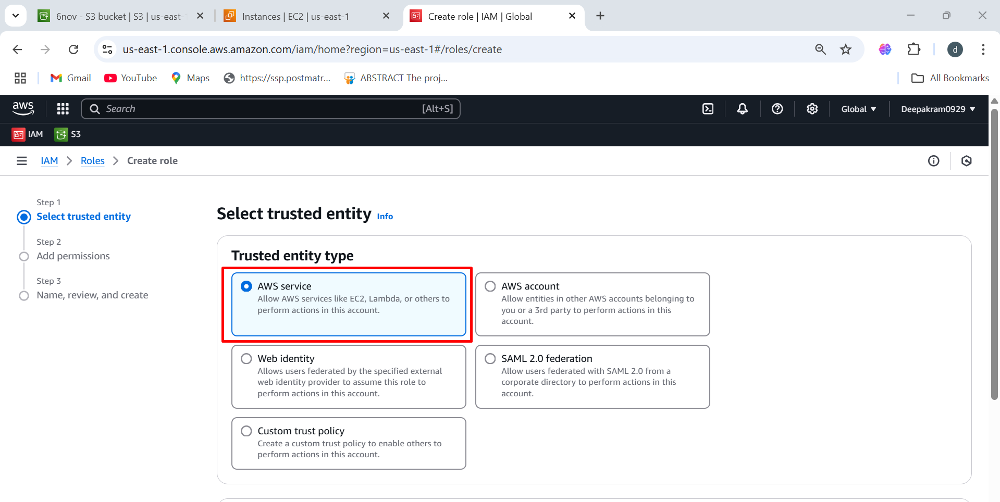 6nov - S3 bucket | S3 | us-east-
Instances | EC2 | us-east-1
Create role | IAM | Global
us-east-1.console.aws.amazon.com/iam/home?region=us-east-1#/roles/create
d
Gmail
YouTube
Maps
https://ssp.postmatr...
ABSTRACT The proj...
All Bookmarks
aws
Search
[Alt+S]
Global
Deepakram0929
IAM
S3
IAM
Roles
Create role
Step 1
Select trusted entity
Step 2
Add permissions
Step 3
Name, review, and create
Select trusted entity Info
Trusted entity type
AWS service
Allow AWS services like EC2, Lambda, or others to
perform actions in this account.
AWS account
Allow entities in other AWS accounts belonging to
you or a 3rd party to perform actions in this
account.
Web identity
Allows users federated by the specified external
web identity provider to assume this role to
perform actions in this account.
SAML 2.0 federation
Allow users federated with SAML 2.0 from a
corporate directory to perform actions in this
account.
Custom trust policy
Create a custom trust policy to enable others to
perform actions in this account.